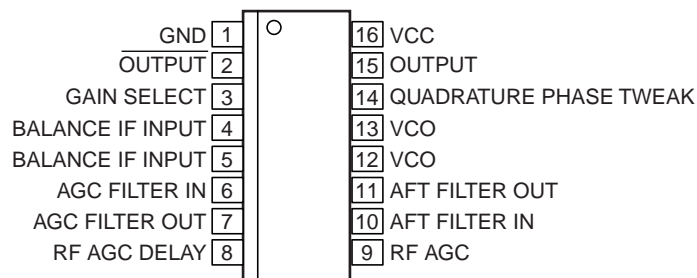 GND 1 16 VCC
OUTPUT 2 15 OUTPUT
GAIN SELECT 3 14 QUADRATURE PHASE TWEAK
BALANCE IF INPUT 4 13 VCO
BALANCE IF INPUT 5 12 VCO
AGC FILTER IN 6 11 AFT FILTER OUT
AGC FILTER OUT 7 10 AFT FILTER IN
RF AGC DELAY 8 9 RF AGC